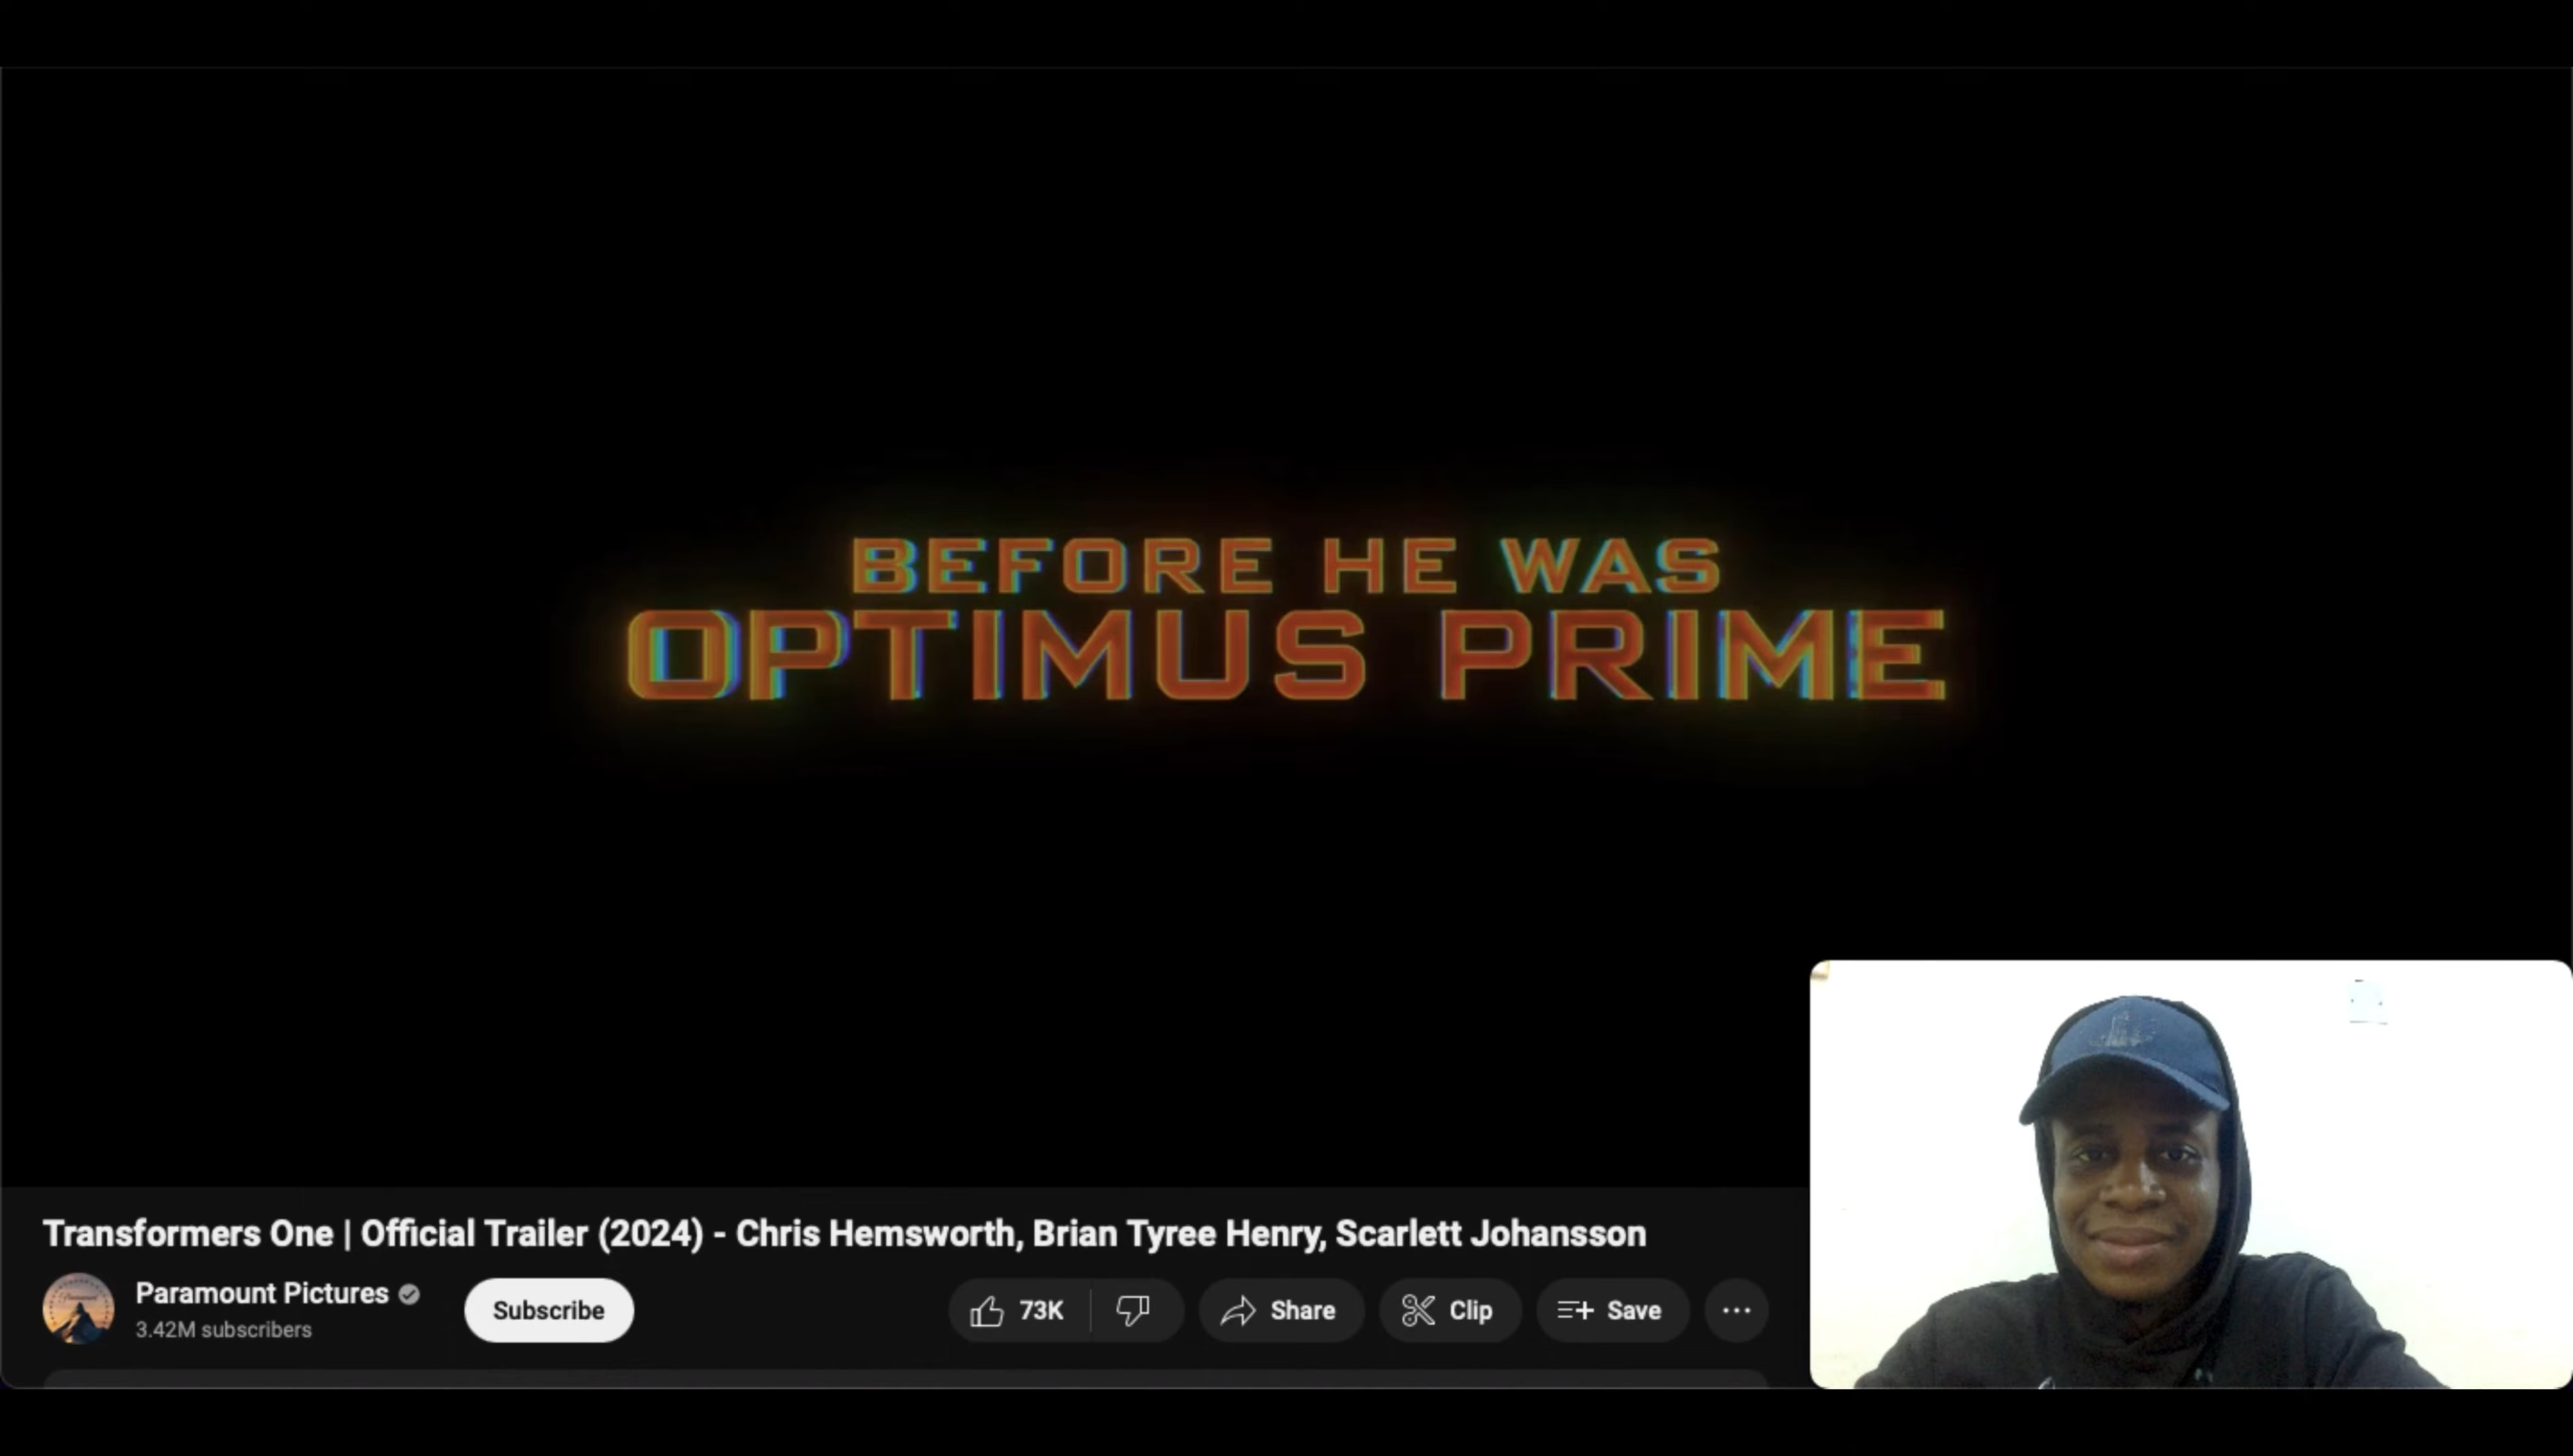 BEFORE HE WAS
OPTIMUS PRIME
Transformers One | Official Trailer (2024) - Chris Hemsworth, Brian Tyree Henry, Scarlett Johansson
Paramount Pictures
3.42M subscribers
Subscribe
73K
Share
Clip
Save